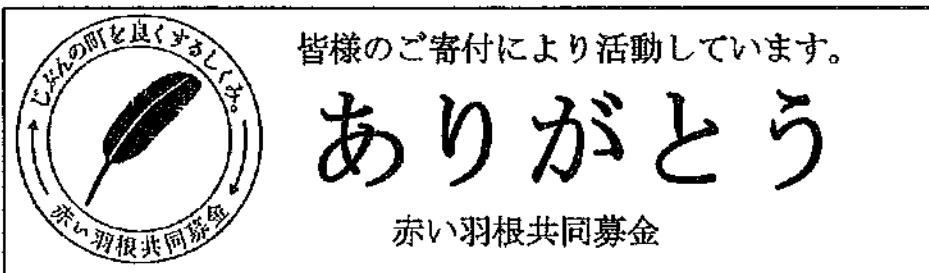 じぶんの町を良くするしくみ。
赤い羽根共同募金
皆様のご寄付により活動しています。
ありがとう
赤い羽根共同募金